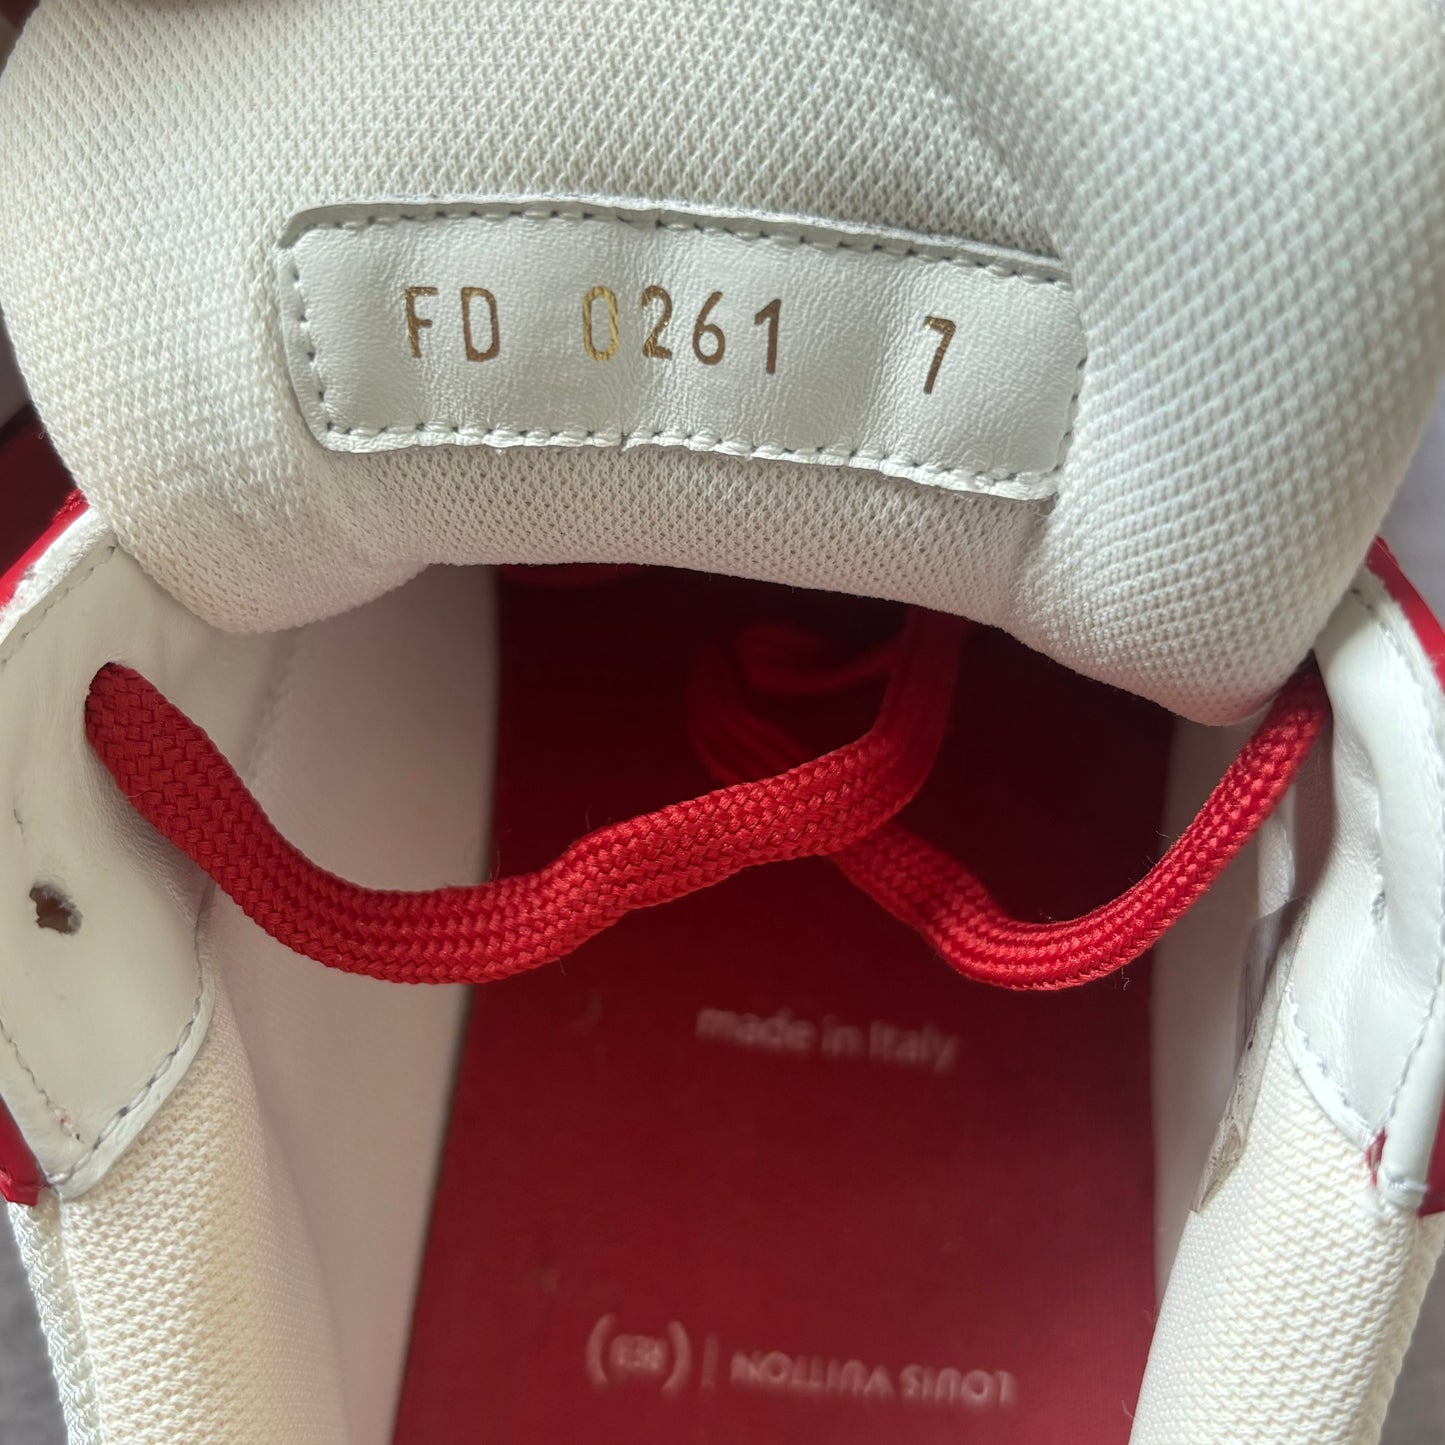 FD 0261 7
made in Italy
LOUIS VUITTON | (RED)